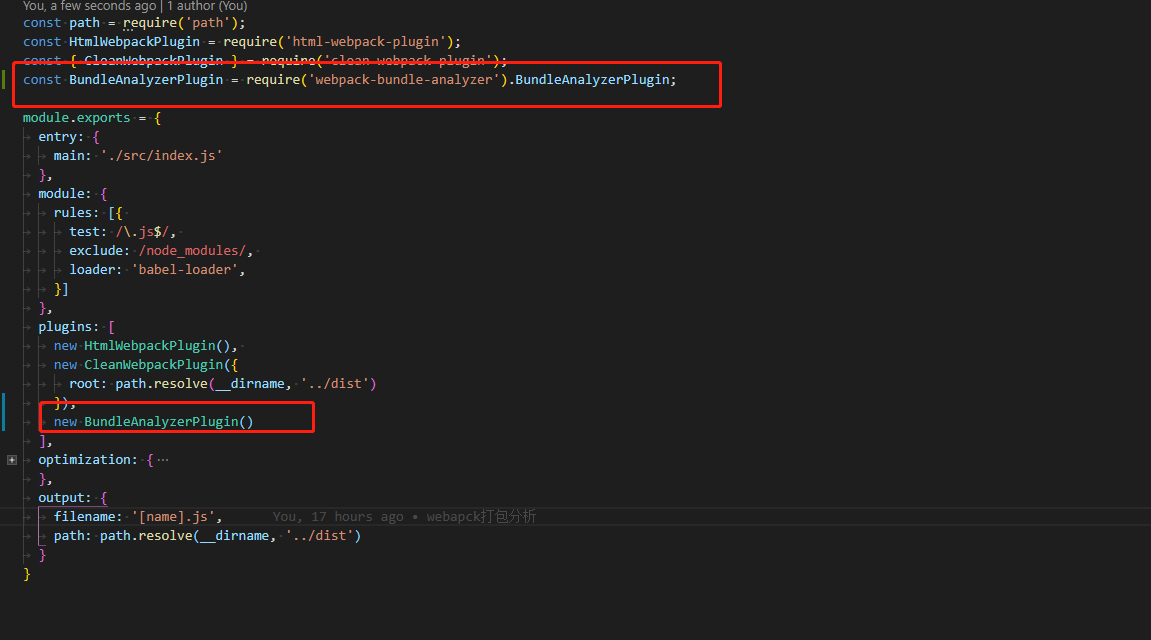 You, a few seconds ago | 1 author (You)
const path = require('path');
const HtmlWebpackPlugin = require('html-webpack-plugin');
const { CleanWebpackPlugin } = require('clean-webpack-plugin');
const BundleAnalyzerPlugin = require('webpack-bundle-analyzer').BundleAnalyzerPlugin;
module.exports = {
entry: {
main: './src/index.js'
},
module: {
rules: [{
test: /\.js$/,
exclude: /node_modules/,
loader: 'babel-loader',
}]
},
plugins: [
new HtmlWebpackPlugin(),
new CleanWebpackPlugin({
root: path.resolve(__dirname, '../dist')
}),
new BundleAnalyzerPlugin()
],
optimization: {…
},
output: {
filename: '[name].js', You, 17 hours ago • webapck打包分析
path: path.resolve(__dirname, '../dist')
}
}